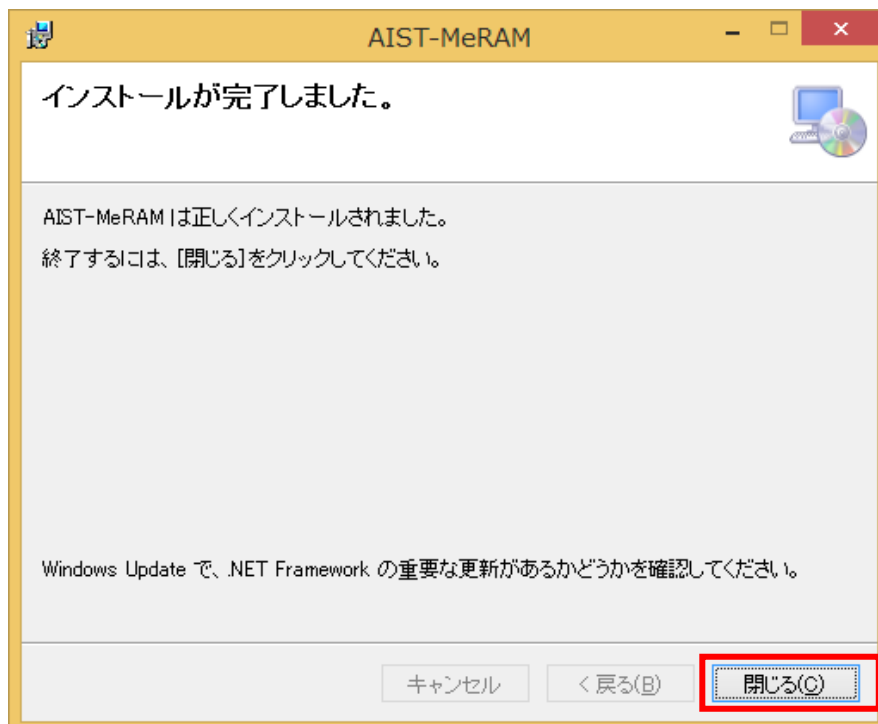 AIST-MeRAM
インストールが完了しました。
AIST-MeRAM は正しくインストールされました。
終了するには、[閉じる]をクリックしてください。
Windows Update で、.NET Framework の重要な更新があるかどうかを確認してください。
キャンセル
< 戻る(B)
閉じる(C)